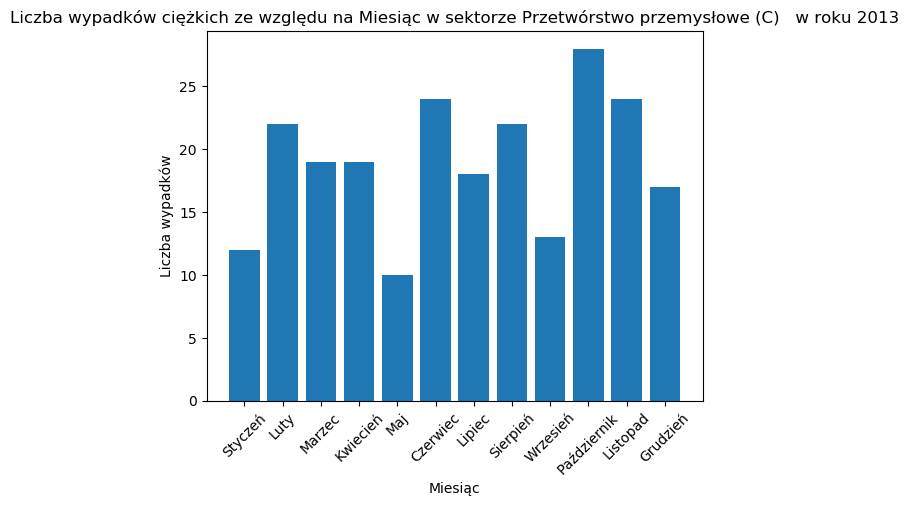 Liczba wypadków ciężkich ze względu na Miesiąc w sektorze Przetwórstwo przemysłowe (C)   w roku 2013
Liczba wypadków
25
20
15
10
5
0
Styczeń
Luty
Marzec
Kwiecień
Maj
Czerwiec
Lipiec
Sierpień
Wrzesień
Październik
Listopad
Grudzień
Miesiąc